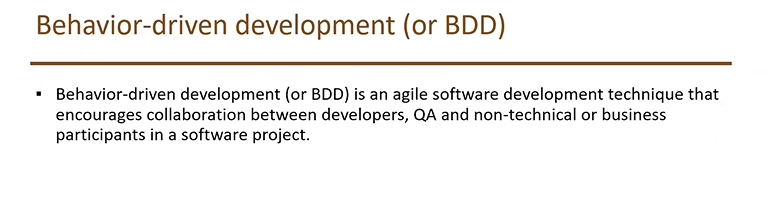 Behavior-driven development (or BDD)
▪ Behavior-driven development (or BDD) is an agile software development technique that
encourages collaboration between developers, QA and non-technical or business
participants in a software project.